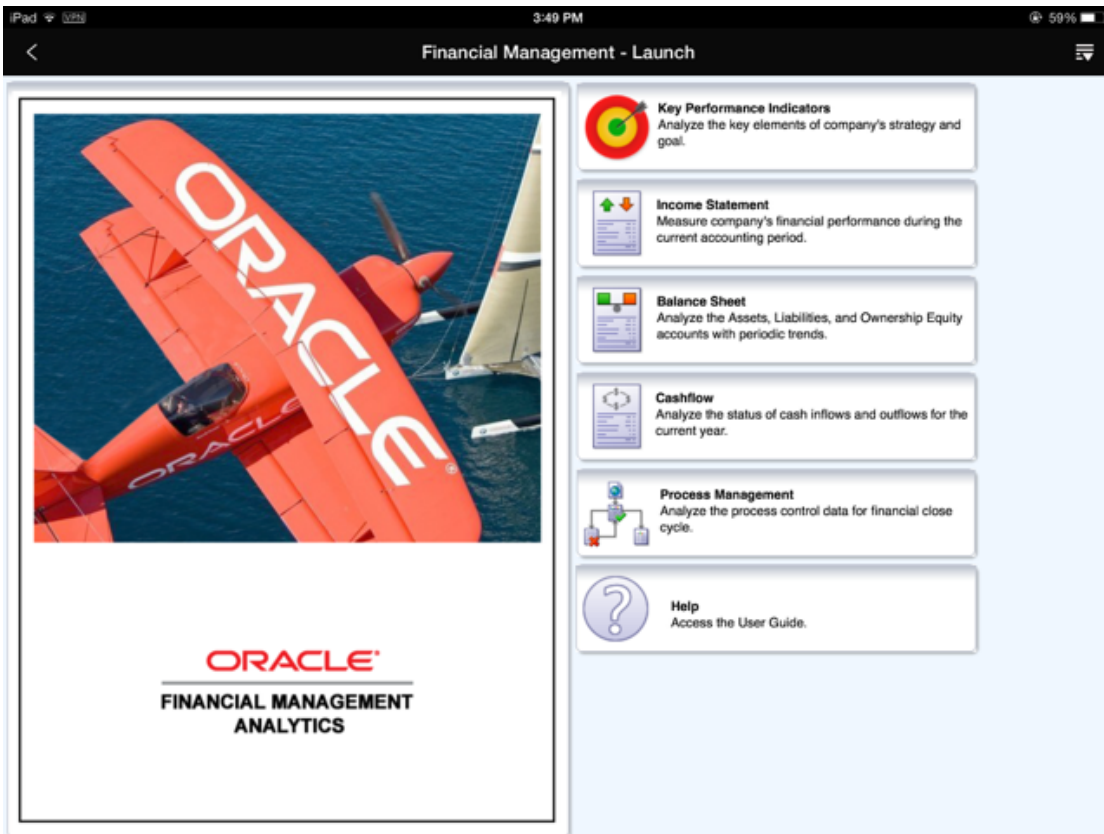 iPad VPN 3:49 PM 59%
Financial Management - Launch
ORACLE®
ORACLE
ORACLE
ORACLE®
FINANCIAL MANAGEMENT
ANALYTICS
Key Performance Indicators
Analyze the key elements of company's strategy and
goal.
Income Statement
Measure company's financial performance during the
current accounting period.
Balance Sheet
Analyze the Assets, Liabilities, and Ownership Equity
accounts with periodic trends.
Cashflow
Analyze the status of cash inflows and outflows for the
current year.
Process Management
Analyze the process control data for financial close
cycle.
Help
Access the User Guide.